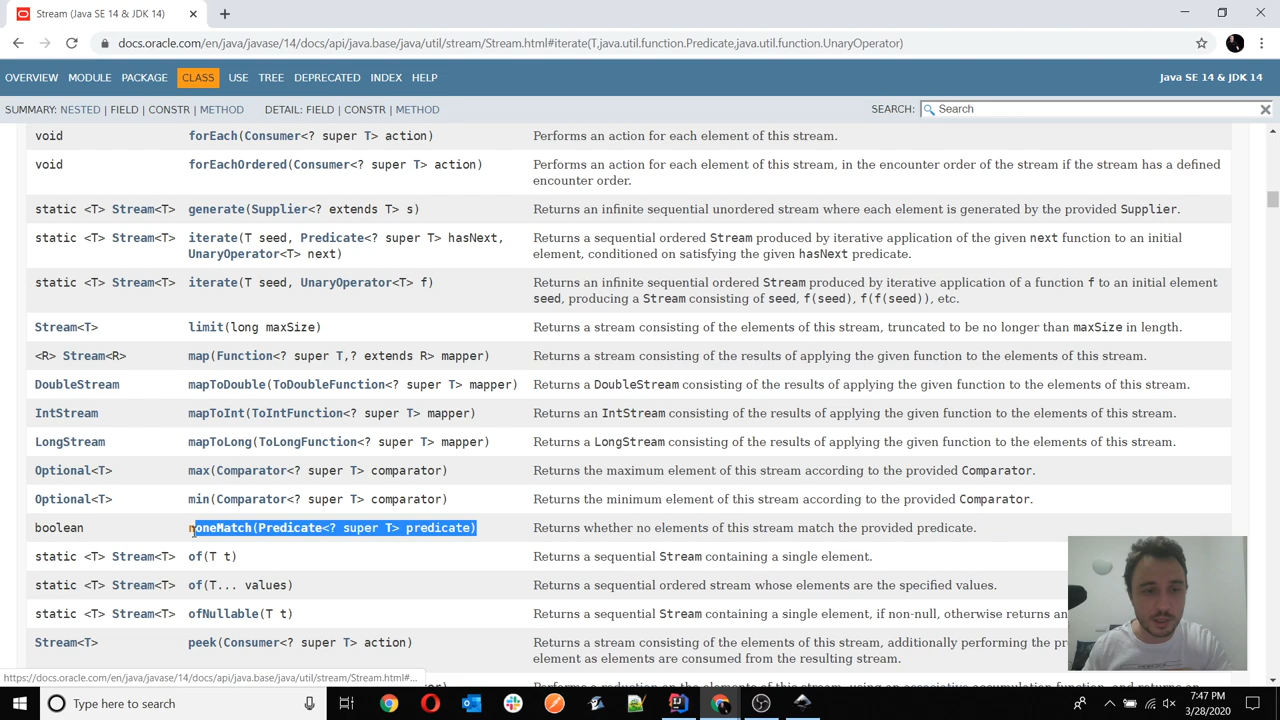 Stream (Java SE 14 & JDK 14)
docs.oracle.com/en/java/javase/14/docs/api/java.base/java/util/stream/Stream.html#iterate(T,java.util.function.Predicate,java.util.function.UnaryOperator)
OVERVIEW MODULE PACKAGE CLASS USE TREE DEPRECATED INDEX HELP Java SE 14 & JDK 14
SUMMARY: NESTED | FIELD | CONSTR | METHOD DETAIL: FIELD | CONSTR | METHOD SEARCH: Search
void forEach(Consumer<? super T> action) Performs an action for each element of this stream.
void forEachOrdered(Consumer<? super T> action) Performs an action for each element of this stream, in the encounter order of the stream if the stream has a defined
encounter order.
static <T> Stream<T> generate(Supplier<? extends T> s) Returns an infinite sequential unordered stream where each element is generated by the provided Supplier.
static <T> Stream<T> iterate(T seed, Predicate<? super T> hasNext, Returns a sequential ordered Stream produced by iterative application of the given next function to an initial
UnaryOperator<T> next) element, conditioned on satisfying the given hasNext predicate.
static <T> Stream<T> iterate(T seed, UnaryOperator<T> f) Returns an infinite sequential ordered Stream produced by iterative application of a function f to an initial element
seed, producing a Stream consisting of seed, f(seed), f(f(seed)), etc.
Stream<T> limit(long maxSize) Returns a stream consisting of the elements of this stream, truncated to be no longer than maxSize in length.
<R> Stream<R> map(Function<? super T,? extends R> mapper) Returns a stream consisting of the results of applying the given function to the elements of this stream.
DoubleStream mapToDouble(ToDoubleFunction<? super T> mapper) Returns a DoubleStream consisting of the results of applying the given function to the elements of this stream.
IntStream mapToInt(ToIntFunction<? super T> mapper) Returns an IntStream consisting of the results of applying the given function to the elements of this stream.
LongStream mapToLong(ToLongFunction<? super T> mapper) Returns a LongStream consisting of the results of applying the given function to the elements of this stream.
Optional<T> max(Comparator<? super T> comparator) Returns the maximum element of this stream according to the provided Comparator.
Optional<T> min(Comparator<? super T> comparator) Returns the minimum element of this stream according to the provided Comparator.
boolean noneMatch(Predicate<? super T> predicate) Returns whether no elements of this stream match the provided predicate.
static <T> Stream<T> of(T t) Returns a sequential Stream containing a single element.
static <T> Stream<T> of(T... values) Returns a sequential ordered stream whose elements are the specified values.
static <T> Stream<T> ofNullable(T t) Returns a sequential Stream containing a single element, if non-null, otherwise returns an
Stream<T> peek(Consumer<? super T> action) Returns a stream consisting of the elements of this stream, additionally performing the
element as elements are consumed from the resulting stream.
https://docs.oracle.com/en/java/javase/14/docs/api/java.base/java/util/stream/Stream.html#...
Type here to search
7:47 PM
3/28/2020